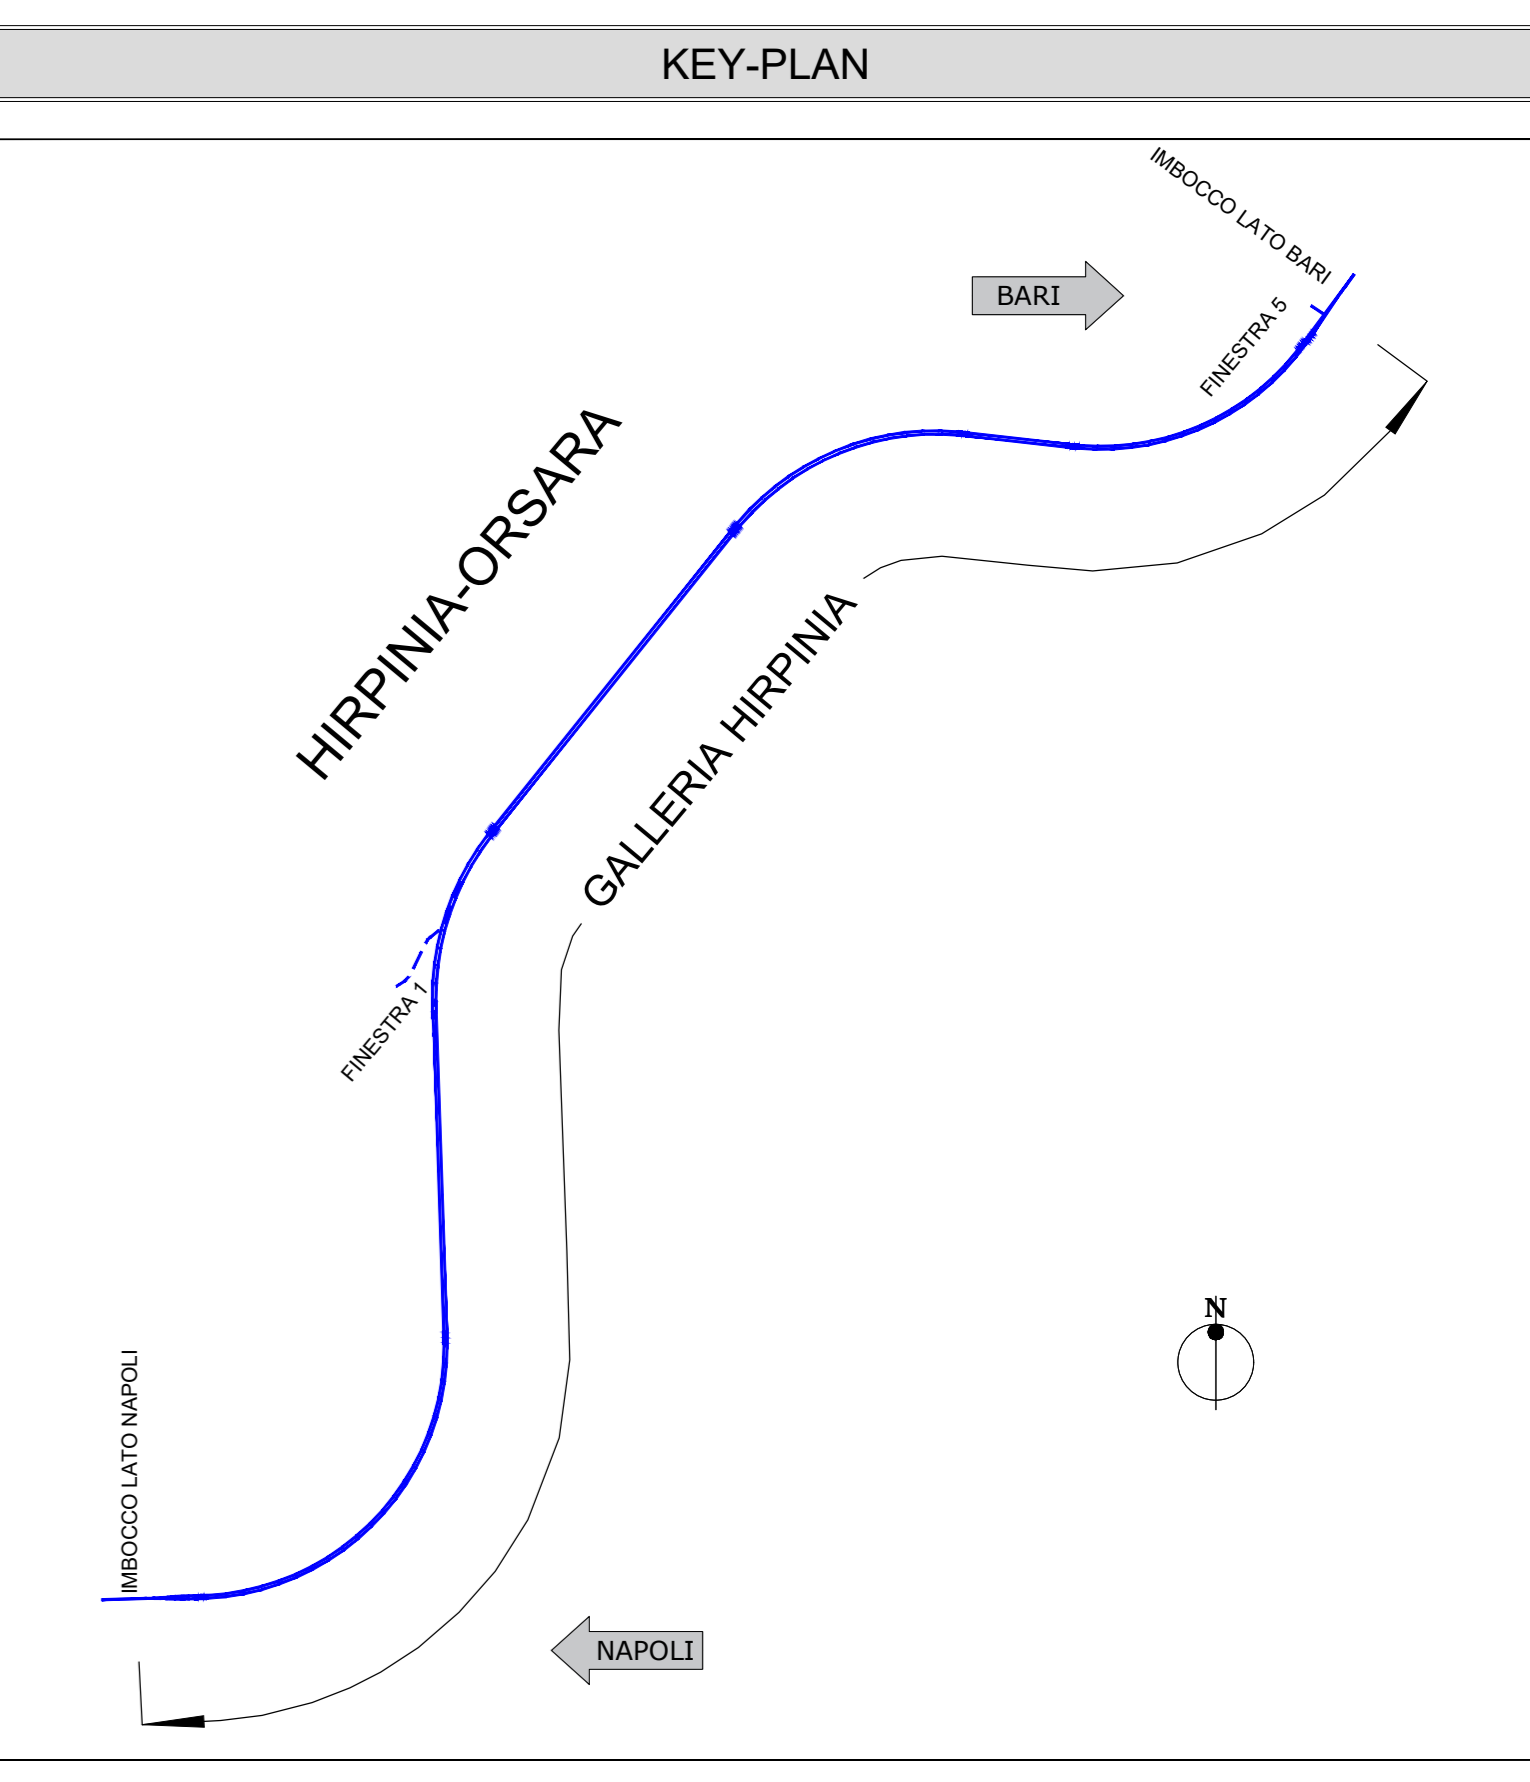 KEY-PLAN
IMBOCCO LATO BARI
BARI
FINESTRA 5
HIRPINIA-ORSARA
GALLERIA HIRPINIA
FINESTRA 1
N
IMBOCCO LATO NAPOLI
NAPOLI